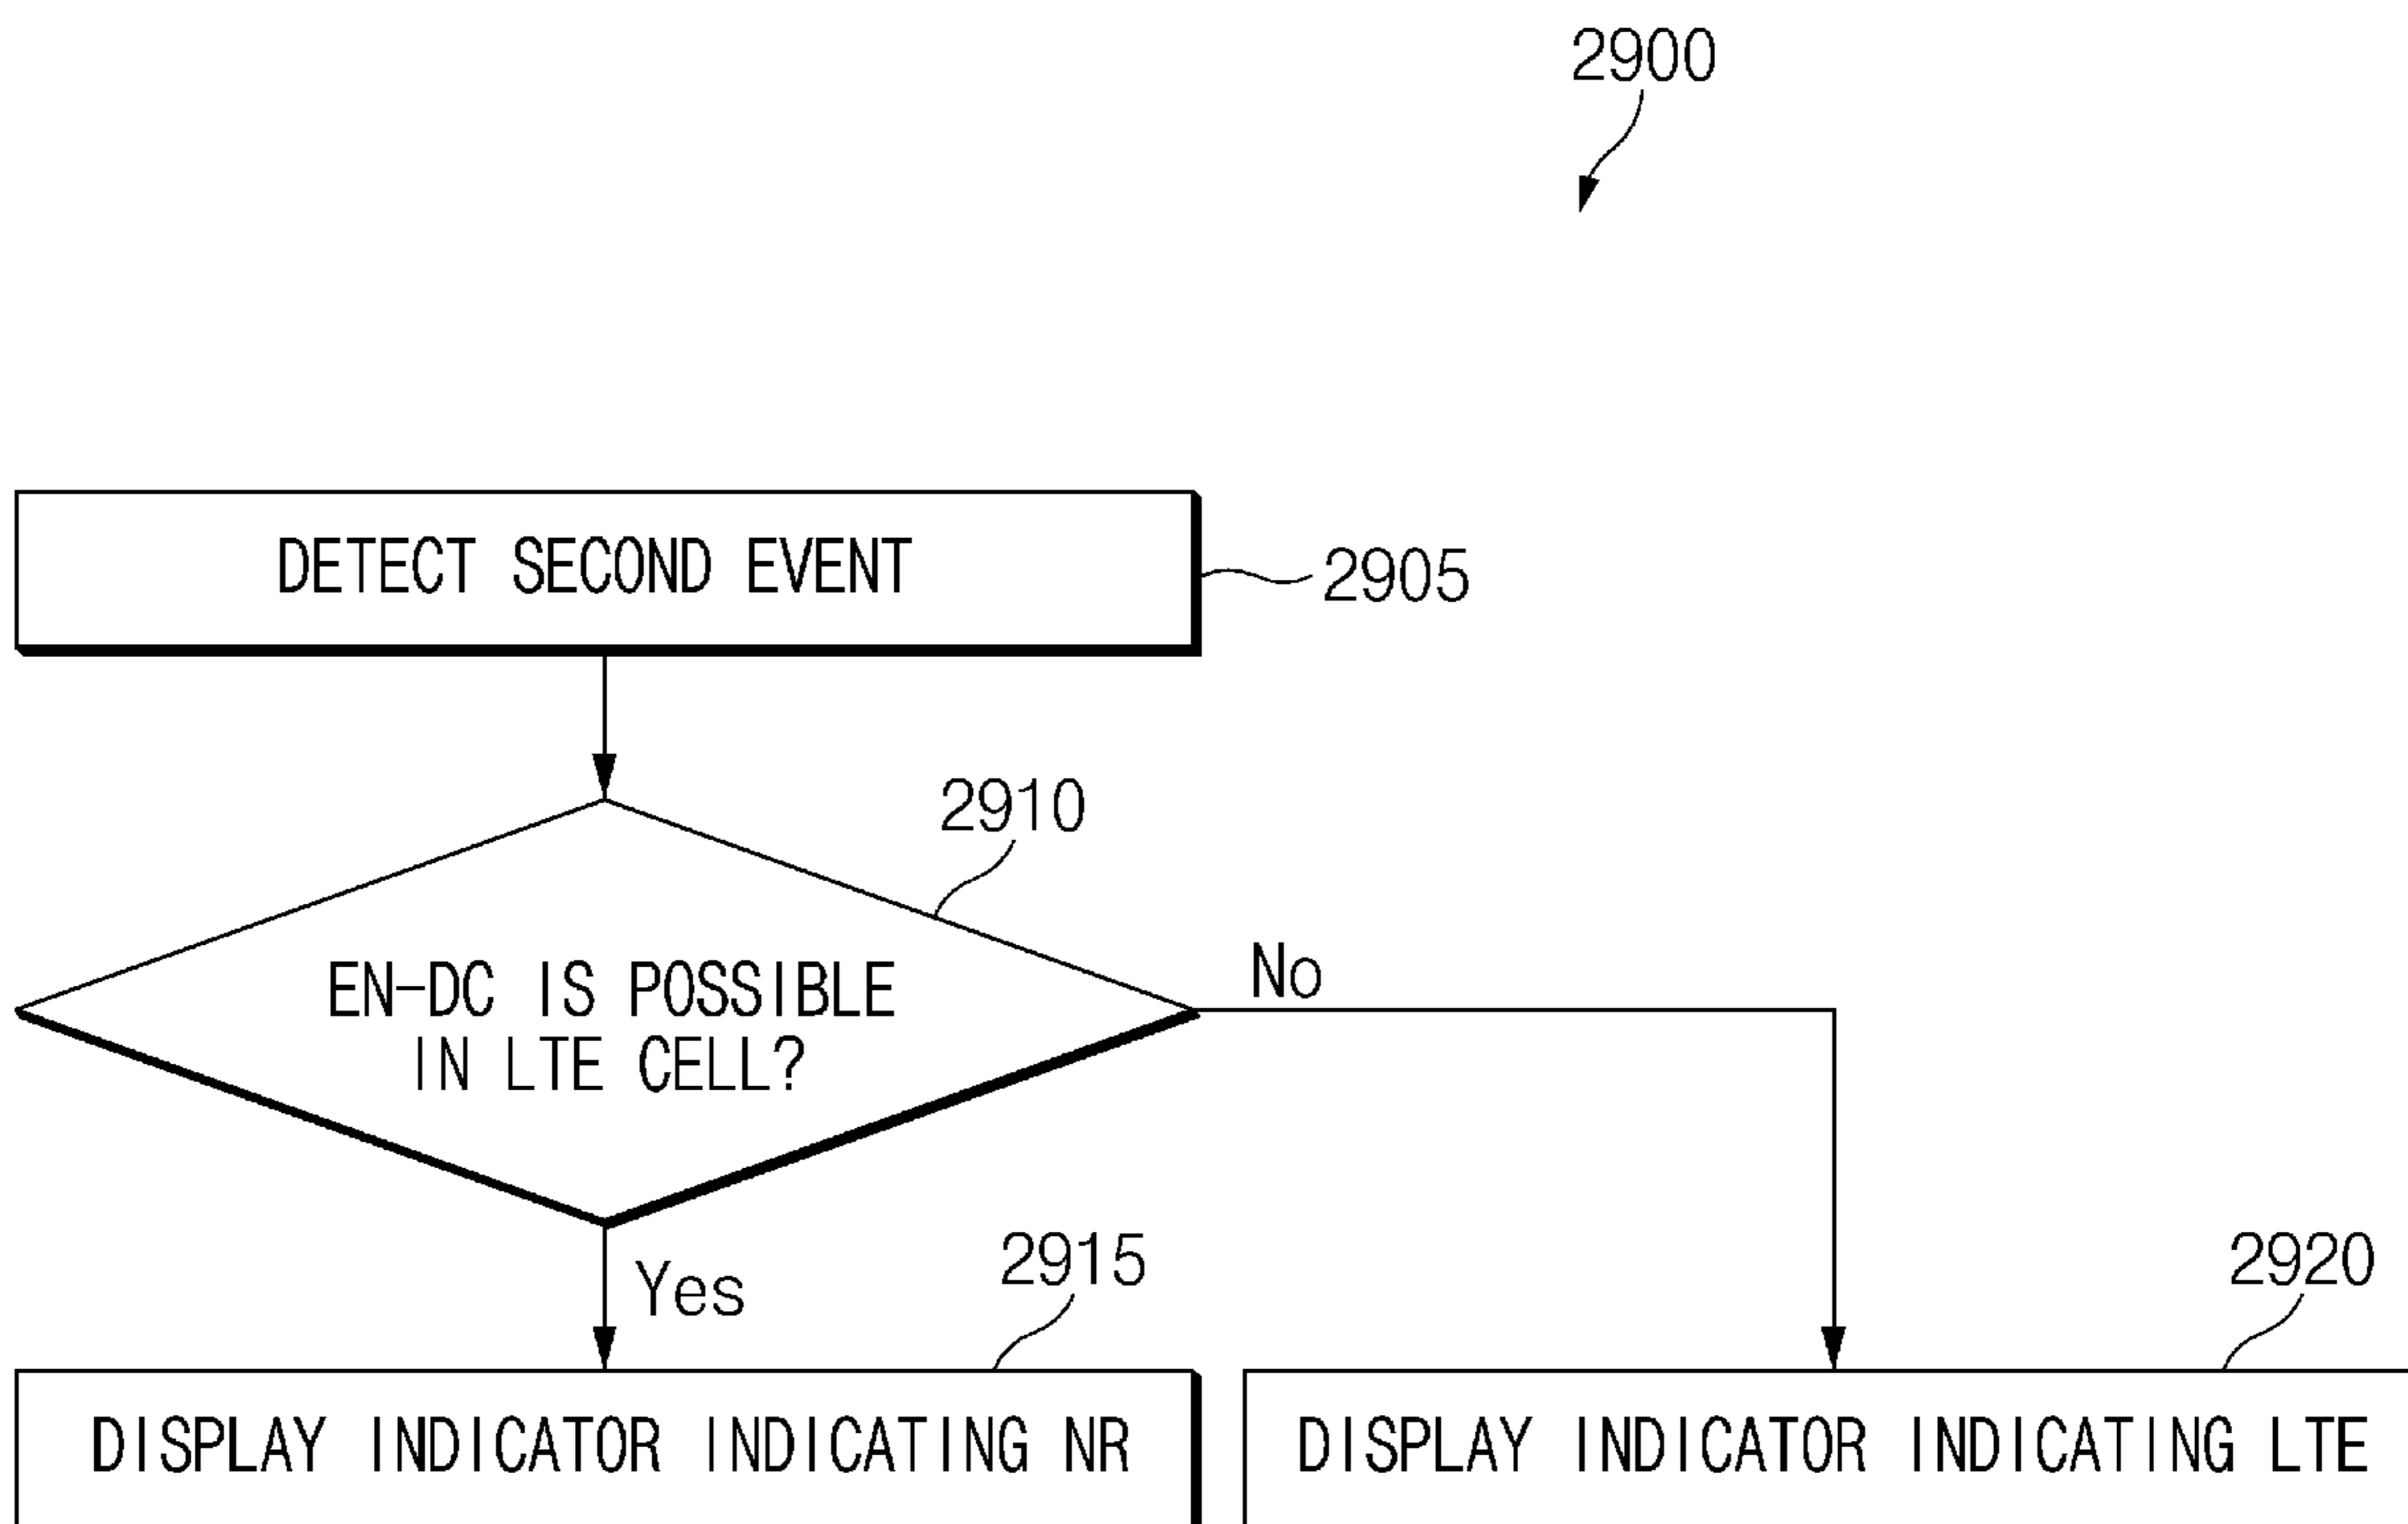 2900
DETECT SECOND EVENT
2905
2910
EN-DC IS POSSIBLE
IN LTE CELL?
No
Yes
2915
2920
DISPLAY INDICATOR INDICATING NR
DISPLAY INDICATOR INDICATING LTE